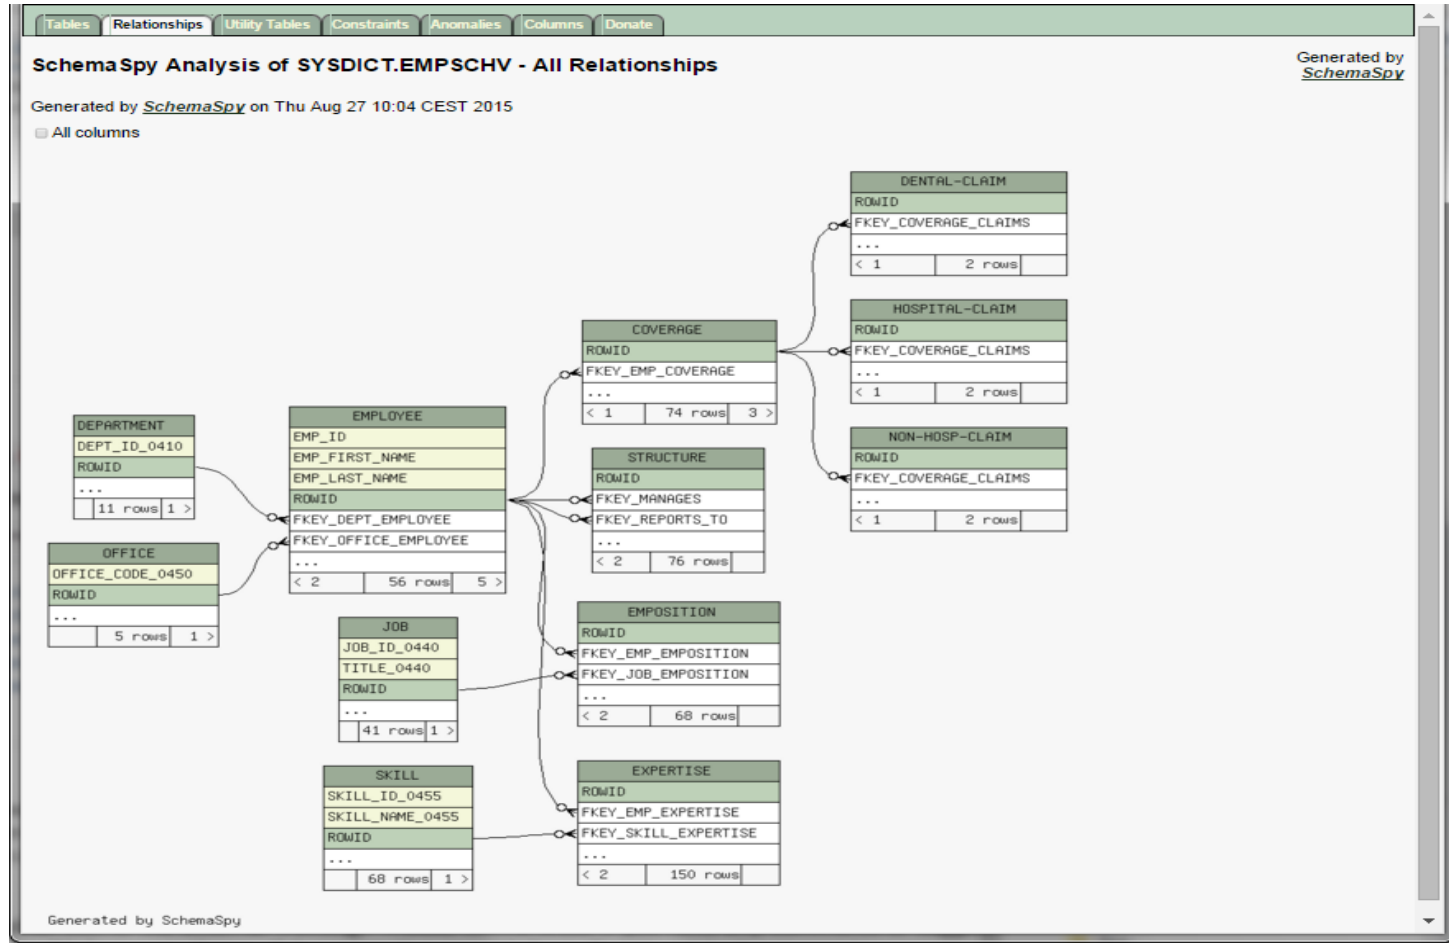 Tables Relationships Utility Tables Constraints Anomalies Columns Donate
SchemaSpy Analysis of SYSDICT.EMPSCHV - All Relationships
Generated by
SchemaSpy
Generated by SchemaSpy on Thu Aug 27 10:04 CEST 2015
All columns
DENTAL-CLAIM
ROWID
FKEY_COVERAGE_CLAIMS
...
< 1 2 rows
HOSPITAL-CLAIM
ROWID
FKEY_COVERAGE_CLAIMS
...
< 1 2 rows
COVERAGE
ROWID
FKEY_EMP_COVERAGE
...
< 1 74 rows 3 >
DEPARTMENT
DEPT_ID_0410
ROWID
...
11 rows 1 >
EMPLOYEE
EMP_ID
EMP_FIRST_NAME
EMP_LAST_NAME
ROWID
FKEY_DEPT_EMPLOYEE
FKEY_OFFICE_EMPLOYEE
...
< 2 56 rows 5 >
NON-HOSP-CLAIM
ROWID
FKEY_COVERAGE_CLAIMS
...
< 1 2 rows
STRUCTURE
ROWID
FKEY_MANAGES
FKEY_REPORTS_TO
...
< 2 76 rows
OFFICE
OFFICE_CODE_0450
ROWID
...
5 rows 1 >
JOB
JOB_ID_0440
TITLE_0440
ROWID
...
41 rows 1 >
EMPOSITION
ROWID
FKEY_EMP_EMPOSITION
FKEY_JOB_EMPOSITION
...
< 2 68 rows
SKILL
SKILL_ID_0455
SKILL_NAME_0455
ROWID
...
68 rows 1 >
EXPERTISE
ROWID
FKEY_EMP_EXPERTISE
FKEY_SKILL_EXPERTISE
...
< 2 150 rows
Generated by SchemaSpy